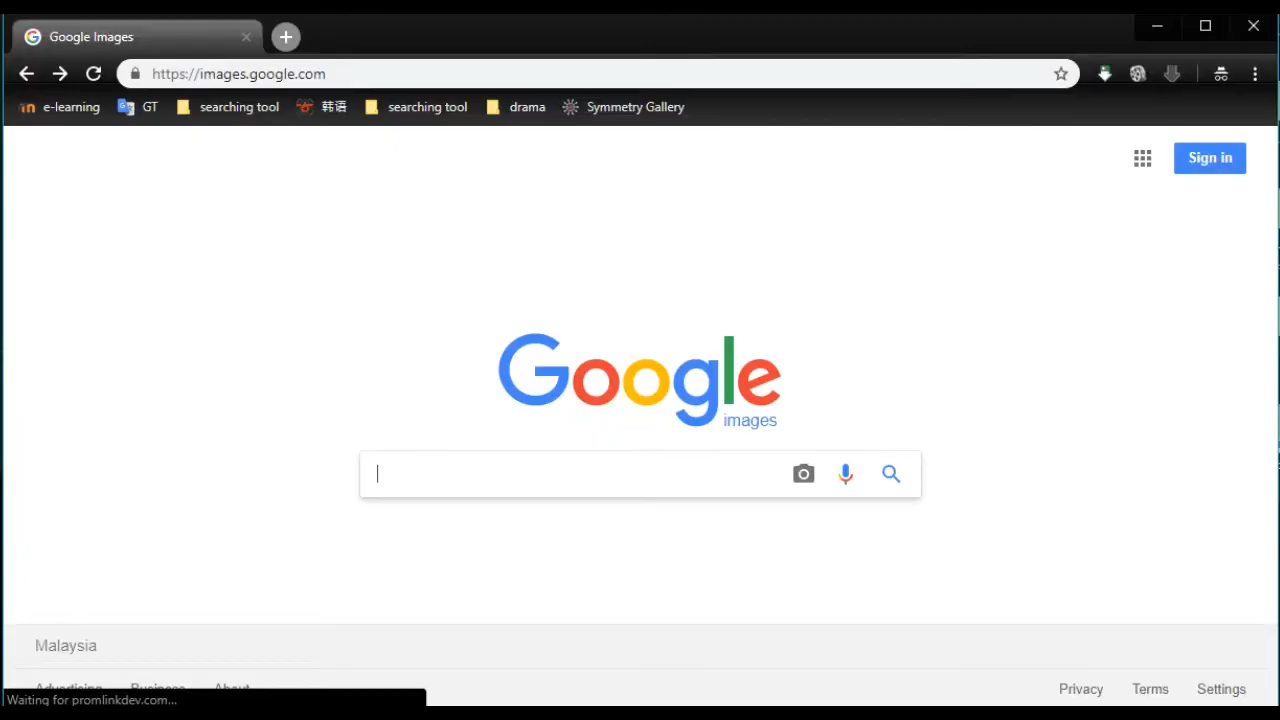 Google Images
https://images.google.com
e-learning GT searching tool 韩语 searching tool drama Symmetry Gallery
Sign in
Google
images
Malaysia
Advertising Business About Privacy Terms Settings
Waiting for promlinkdev.com...